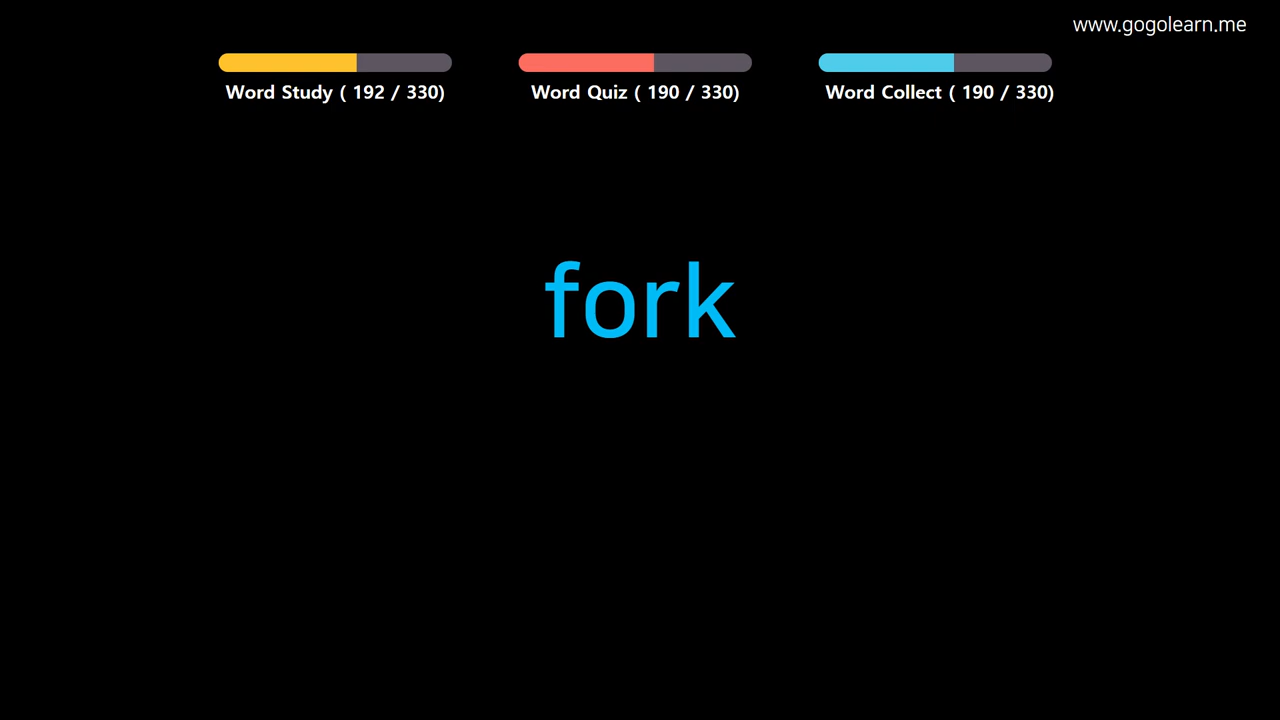 www.gogolearn.me
Word Study ( 192 / 330)
Word Quiz ( 190 / 330)
Word Collect ( 190 / 330)
fork